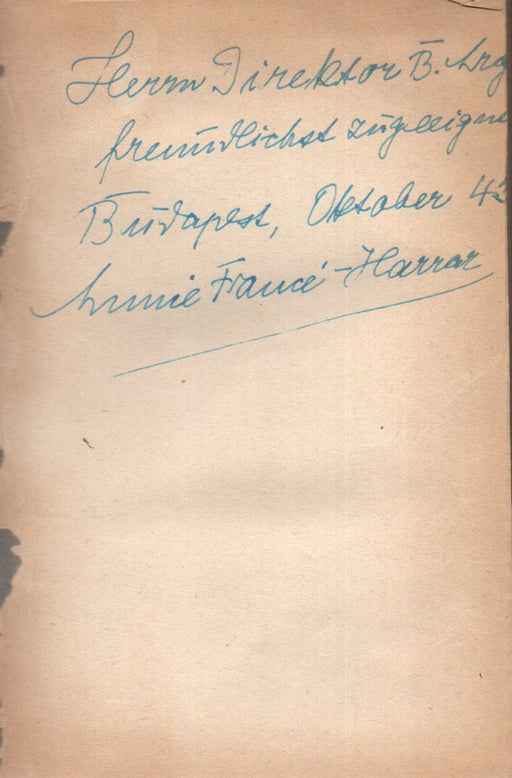 Herrn Direktor B.
freundlichst zugeeigne
Budapest, Oktober 43
Annie Francé-Harrar